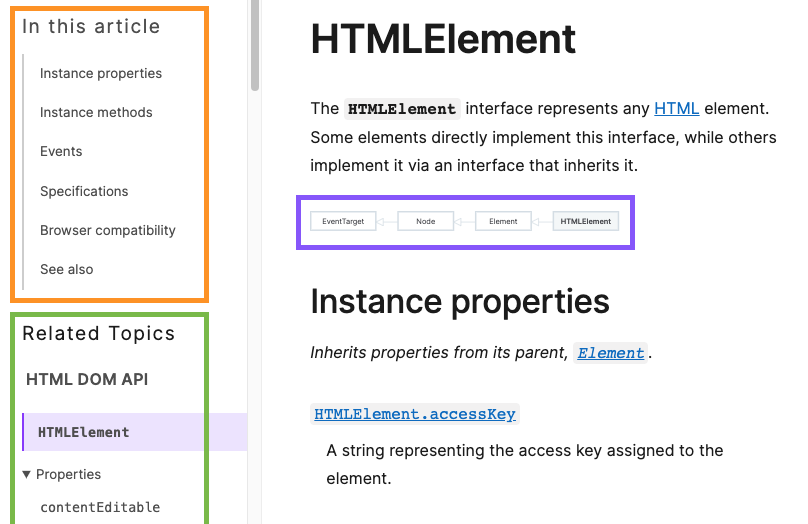 In this article
Instance properties
Instance methods
Events
Specifications
Browser compatibility
See also
Related Topics
HTML DOM API
HTMLElement
▼ Properties
contentEditable
HTMLElement
The HTMLElement interface represents any HTML element.
Some elements directly implement this interface, while others
implement it via an interface that inherits it.
EventTarget Node Element HTMLElement
Instance properties
Inherits properties from its parent, Element.
HTMLElement.accessKey
A string representing the access key assigned to the
element.